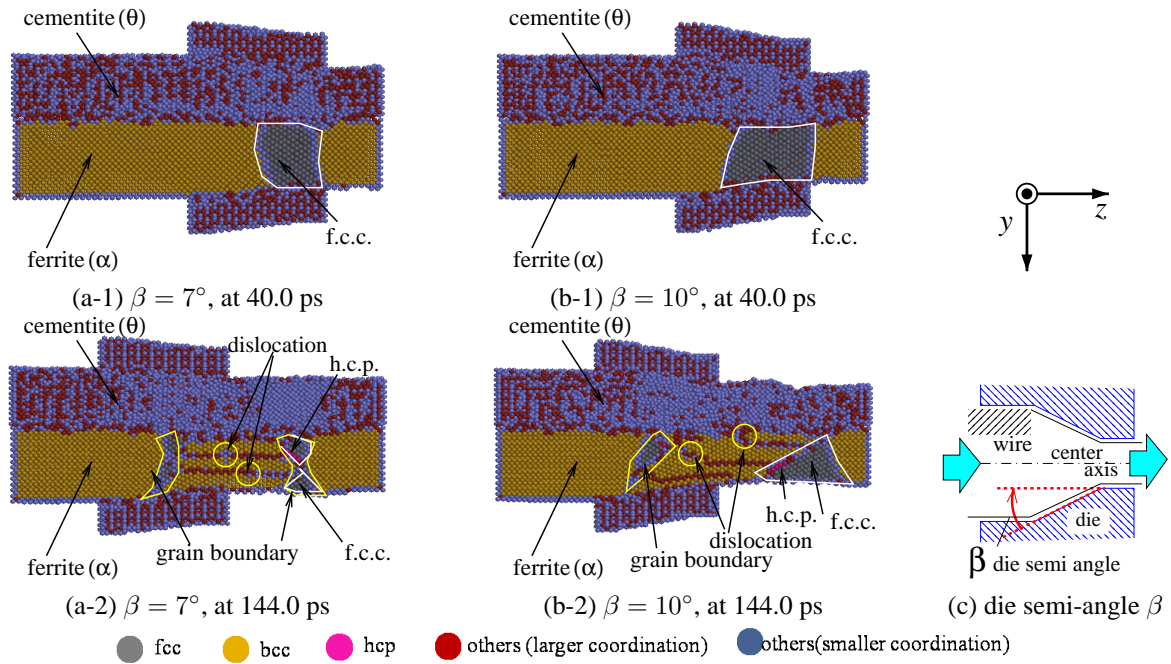 cementite(θ)
cementite(θ)
f.c.c.
f.c.c.
ferrite(α)
ferrite(α)
y
z
(a-1) β = 7°, at 40.0 ps
(b-1) β = 10°, at 40.0 ps
cementite(θ)
dislocation
h.c.p.
cementite(θ)
wire
center
axis
die
h.c.p.
f.c.c.
dislocation
grain boundary
f.c.c.
grain boundary
ferrite(α)
ferrite(α)
β die semi angle
(a-2) β = 7°, at 144.0 ps
(b-2) β = 10°, at 144.0 ps
(c) die semi-angle β
fcc
bcc
hcp
others (larger coordination)
others(smaller coordination)